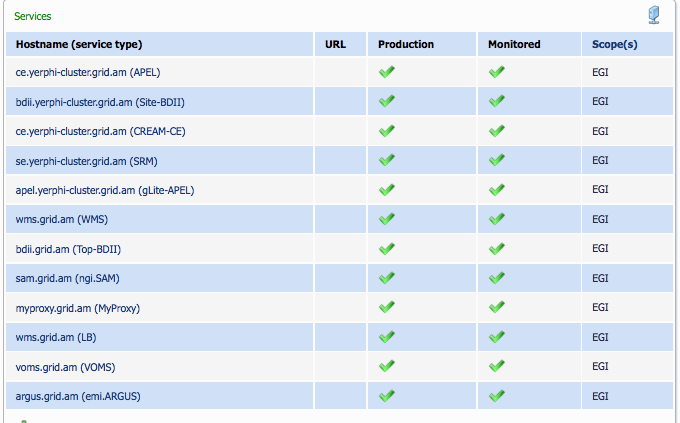 Services
Hostname (service type) URL Production Monitored Scope(s)
ce.yerphi-cluster.grid.am (APEL) EGI
bdii.yerphi-cluster.grid.am (Site-BDII) EGI
ce.yerphi-cluster.grid.am (CREAM-CE) EGI
se.yerphi-cluster.grid.am (SRM) EGI
apel.yerphi-cluster.grid.am (gLite-APEL) EGI
wms.grid.am (WMS) EGI
bdii.grid.am (Top-BDII) EGI
sam.grid.am (ngi.SAM) EGI
myproxy.grid.am (MyProxy) EGI
wms.grid.am (LB) EGI
voms.grid.am (VOMS) EGI
argus.grid.am (emi.ARGUS) EGI